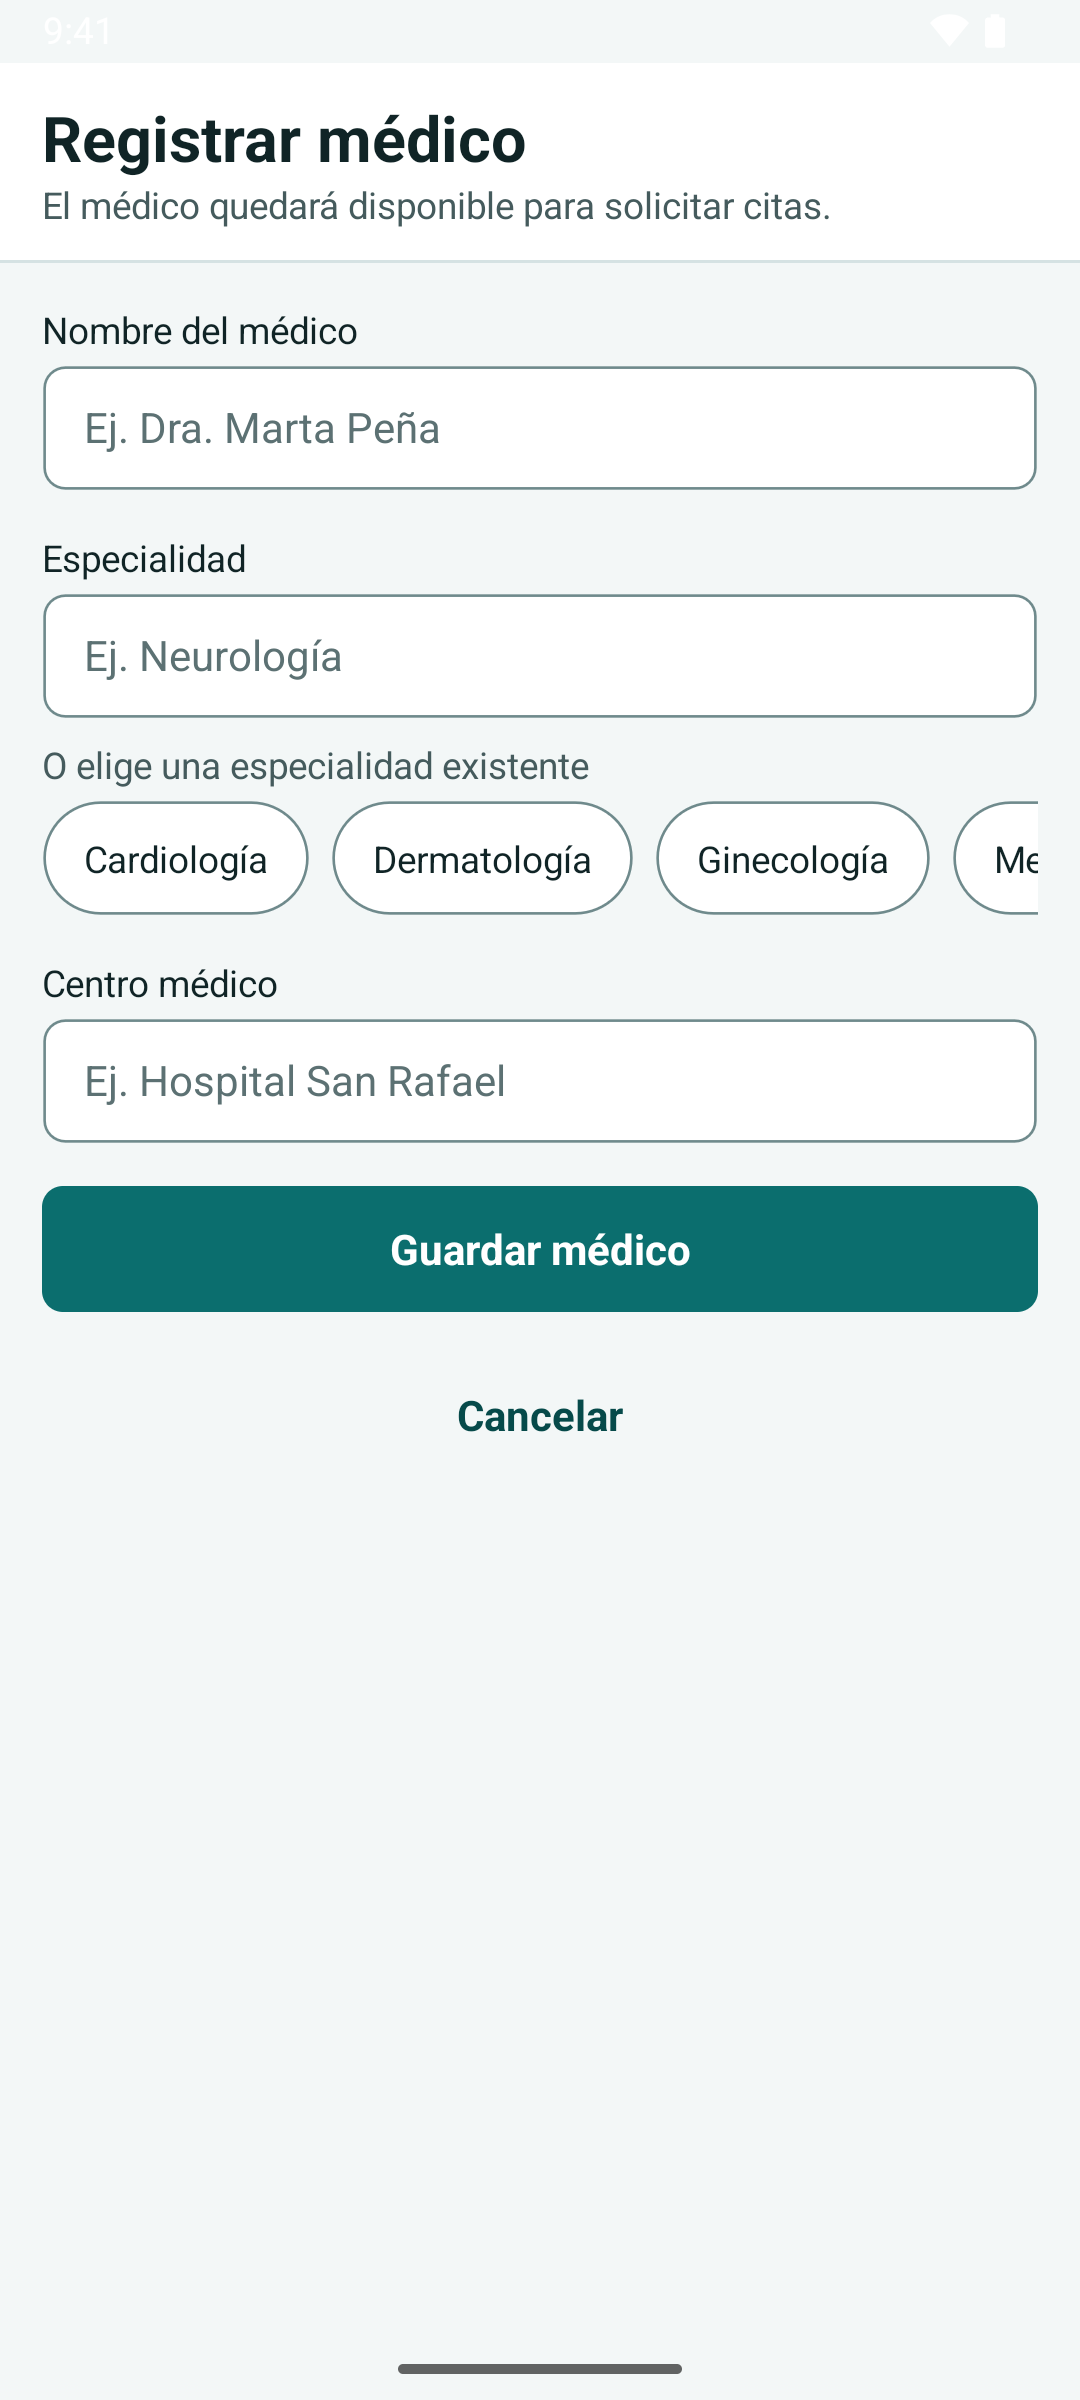 9:41
Registrar médico
El médico quedará disponible para solicitar citas.
Nombre del médico
Ej. Dra. Marta Peña
Especialidad
Ej. Neurología
O elige una especialidad existente
Cardiología Dermatología Ginecología Me
Centro médico
Ej. Hospital San Rafael
Guardar médico
Cancelar